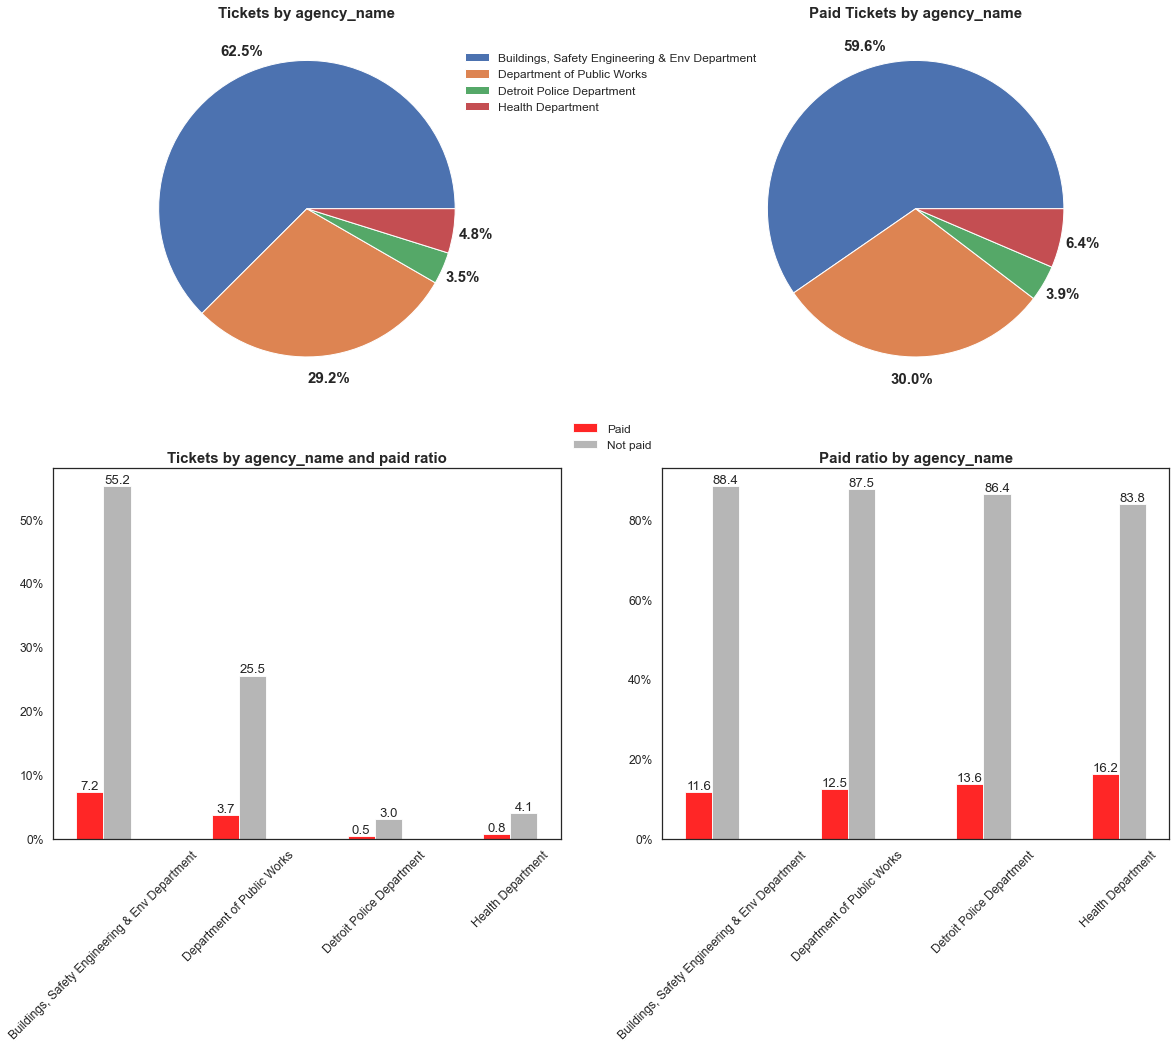 Tickets by agency_name
62.5%
4.8%
3.5%
29.2%
Buildings, Safety Engineering & Env Department
Department of Public Works
Detroit Police Department
Health Department
Paid Tickets by agency_name
59.6%
6.4%
3.9%
30.0%
Paid
Not paid
Tickets by agency_name and paid ratio
50%
40%
30%
20%
10%
0%
7.2
55.2
3.7
25.5
0.5
3.0
0.8
4.1
Buildings, Safety Engineering & Env Department
Department of Public Works
Detroit Police Department
Health Department
Paid ratio by agency_name
80%
60%
40%
20%
0%
11.6
88.4
12.5
87.5
13.6
86.4
16.2
83.8
Buildings, Safety Engineering & Env Department
Department of Public Works
Detroit Police Department
Health Department